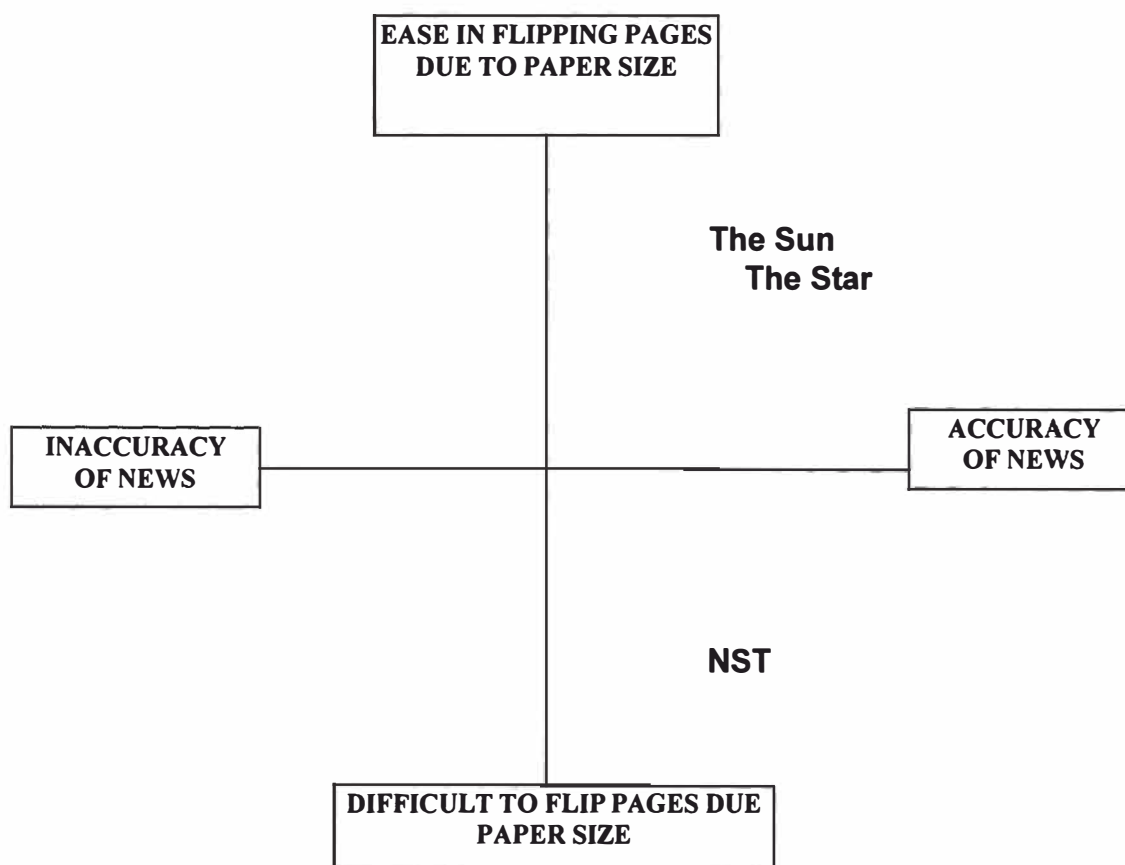 EASE IN FLIPPING PAGES
DUE TO PAPER SIZE
The Sun
The Star
INACCURACY
OF NEWS
ACCURACY
OF NEWS
NST
DIFFICULT TO FLIP PAGES DUE
PAPER SIZE